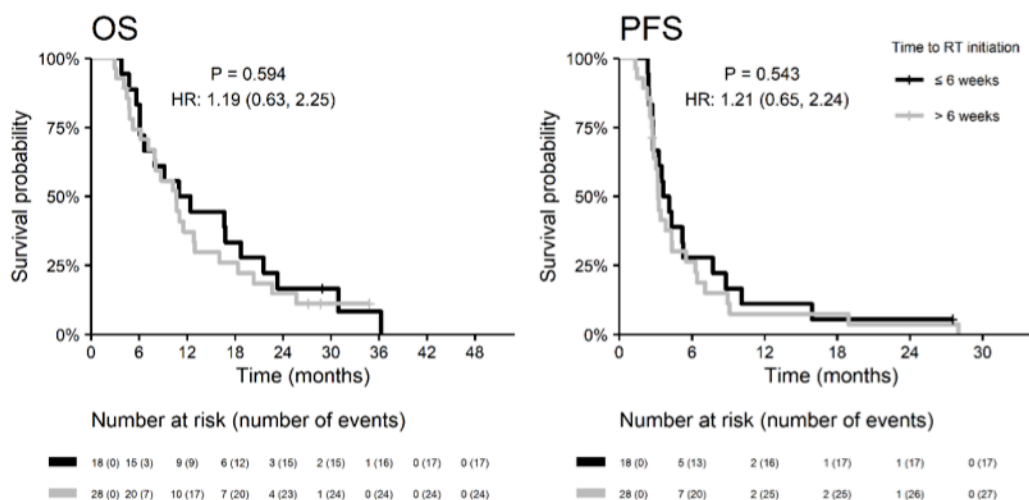 OS
100%
75%
50%
25%
0%
Survival probability
P = 0.594
HR: 1.19 (0.63, 2.25)
0 6 12 18 24 30 36 42 48
Time (months)
Number at risk (number of events)
18 (0) 15 (3) 9 (9) 6 (12) 3 (15) 2 (15) 1 (16) 0 (17) 0 (17)
28 (0) 20 (7) 10 (17) 7 (20) 4 (23) 1 (24) 0 (24) 0 (24) 0 (24)
PFS
100%
75%
50%
25%
0%
Survival probability
P = 0.543
HR: 1.21 (0.65, 2.24)
0 6 12 18 24 30
Time (months)
Time to RT initiation
≤ 6 weeks
> 6 weeks
Number at risk (number of events)
18 (0) 5 (13) 2 (16) 1 (17) 1 (17) 0 (17)
28 (0) 7 (20) 2 (25) 2 (25) 1 (26) 0 (27)